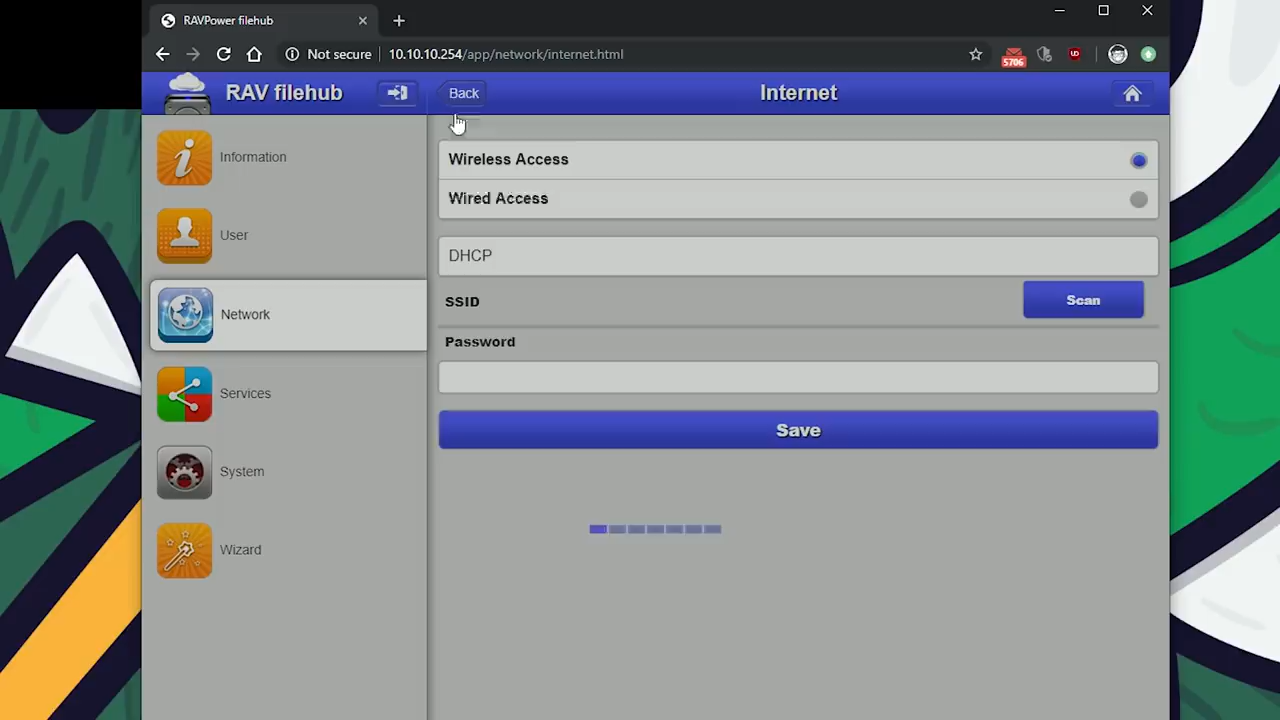 RAVPower filehub
Not secure
10.10.10.254/app/network/internet.html
5706
RAV filehub
Back
Internet
Information
User
Network
Services
System
Wizard
Wireless Access
Wired Access
DHCP
SSID
Scan
Password
Save